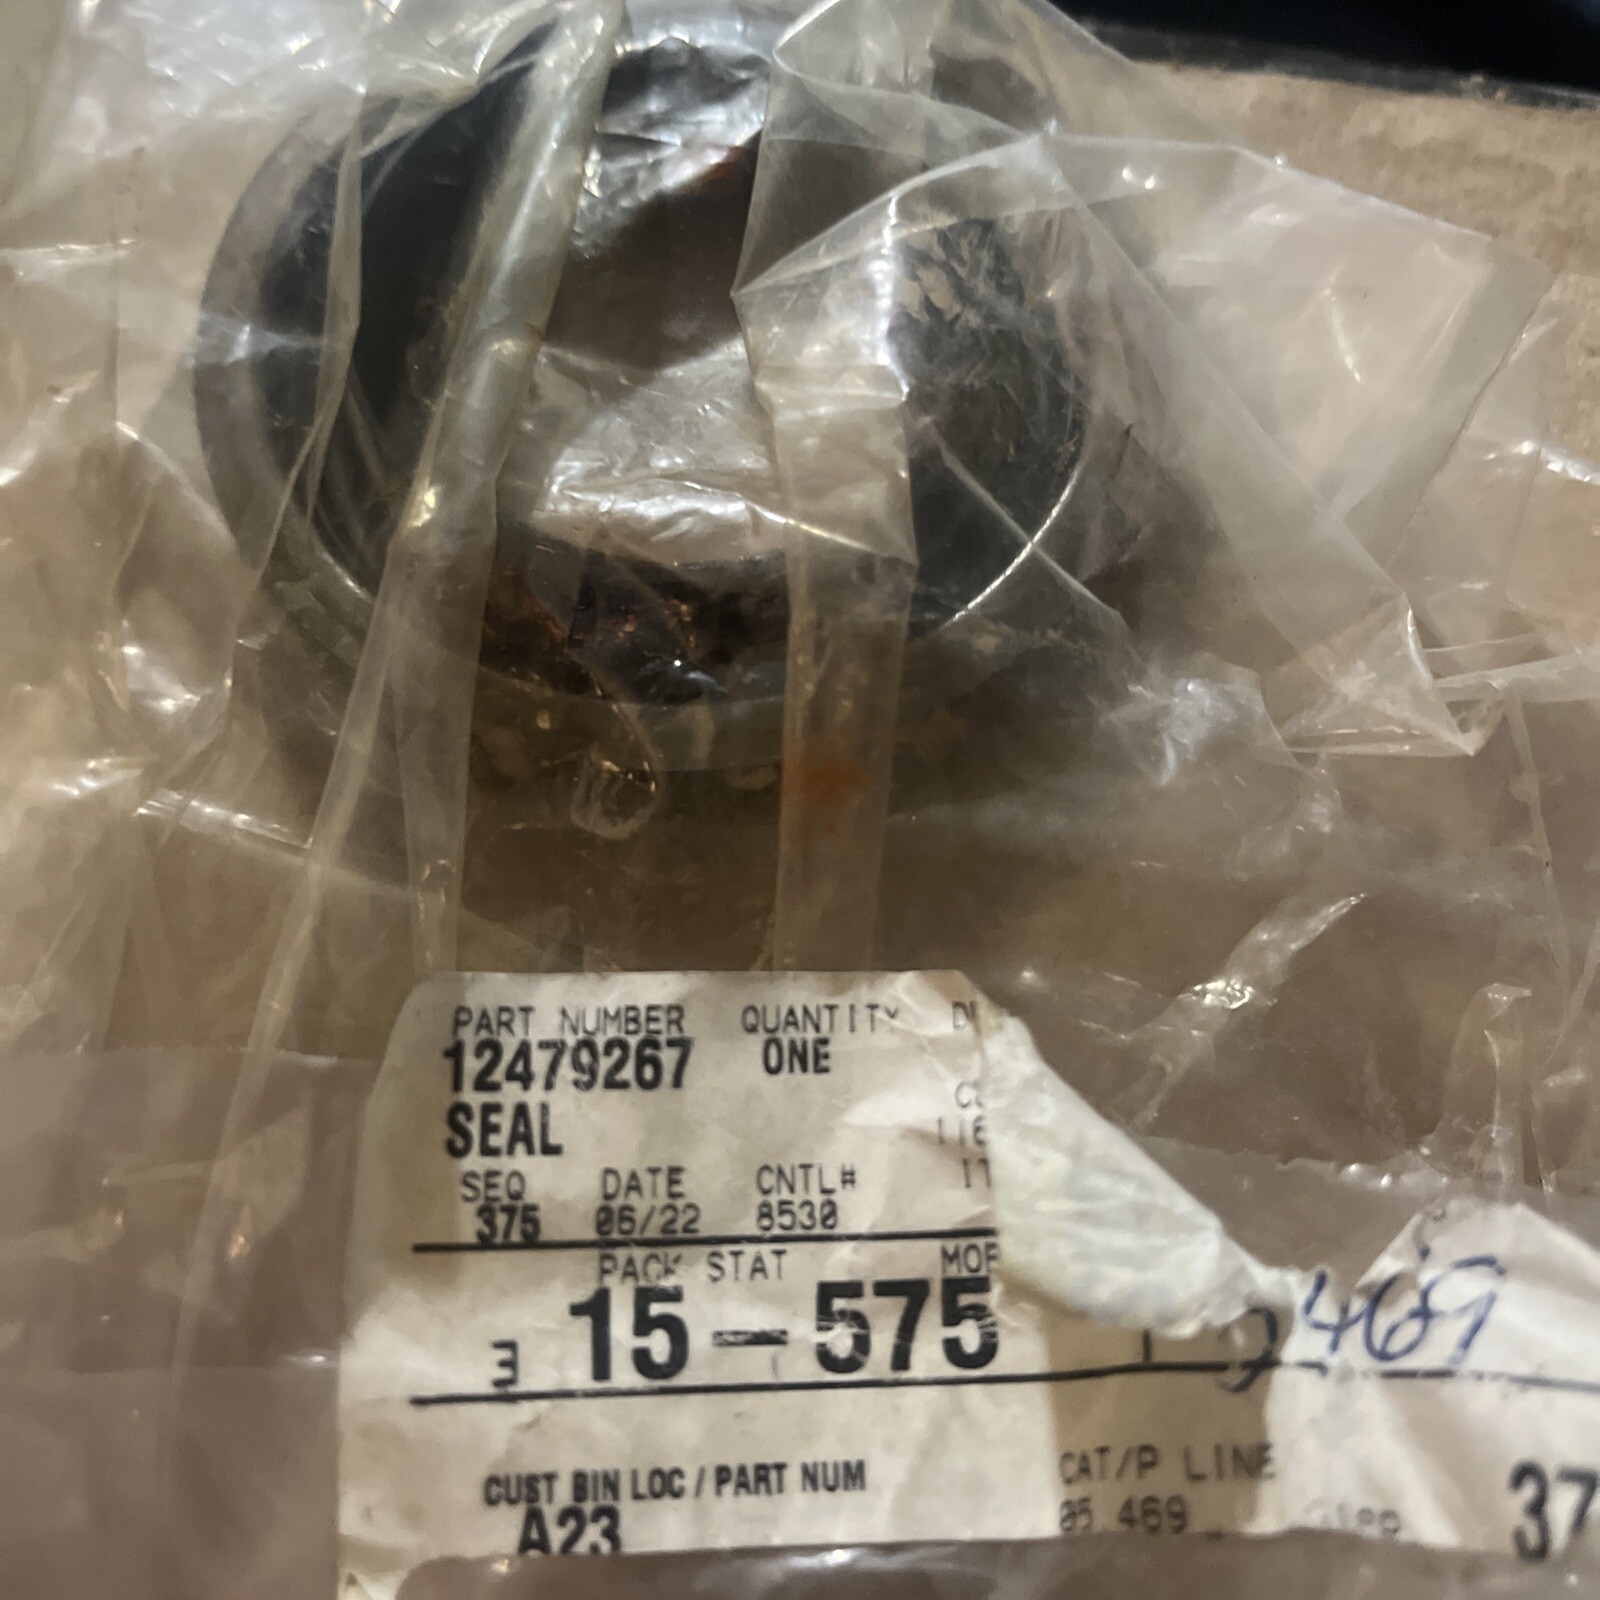 PART NUMBER QUANTITY
12479267 ONE
SEAL
SEQ DATE CNTL#
375 06/22 8530
PACK STAT
3 15-575
469
CUST BIN LOC / PART NUM CAT/P LINE
A23 05 469 37